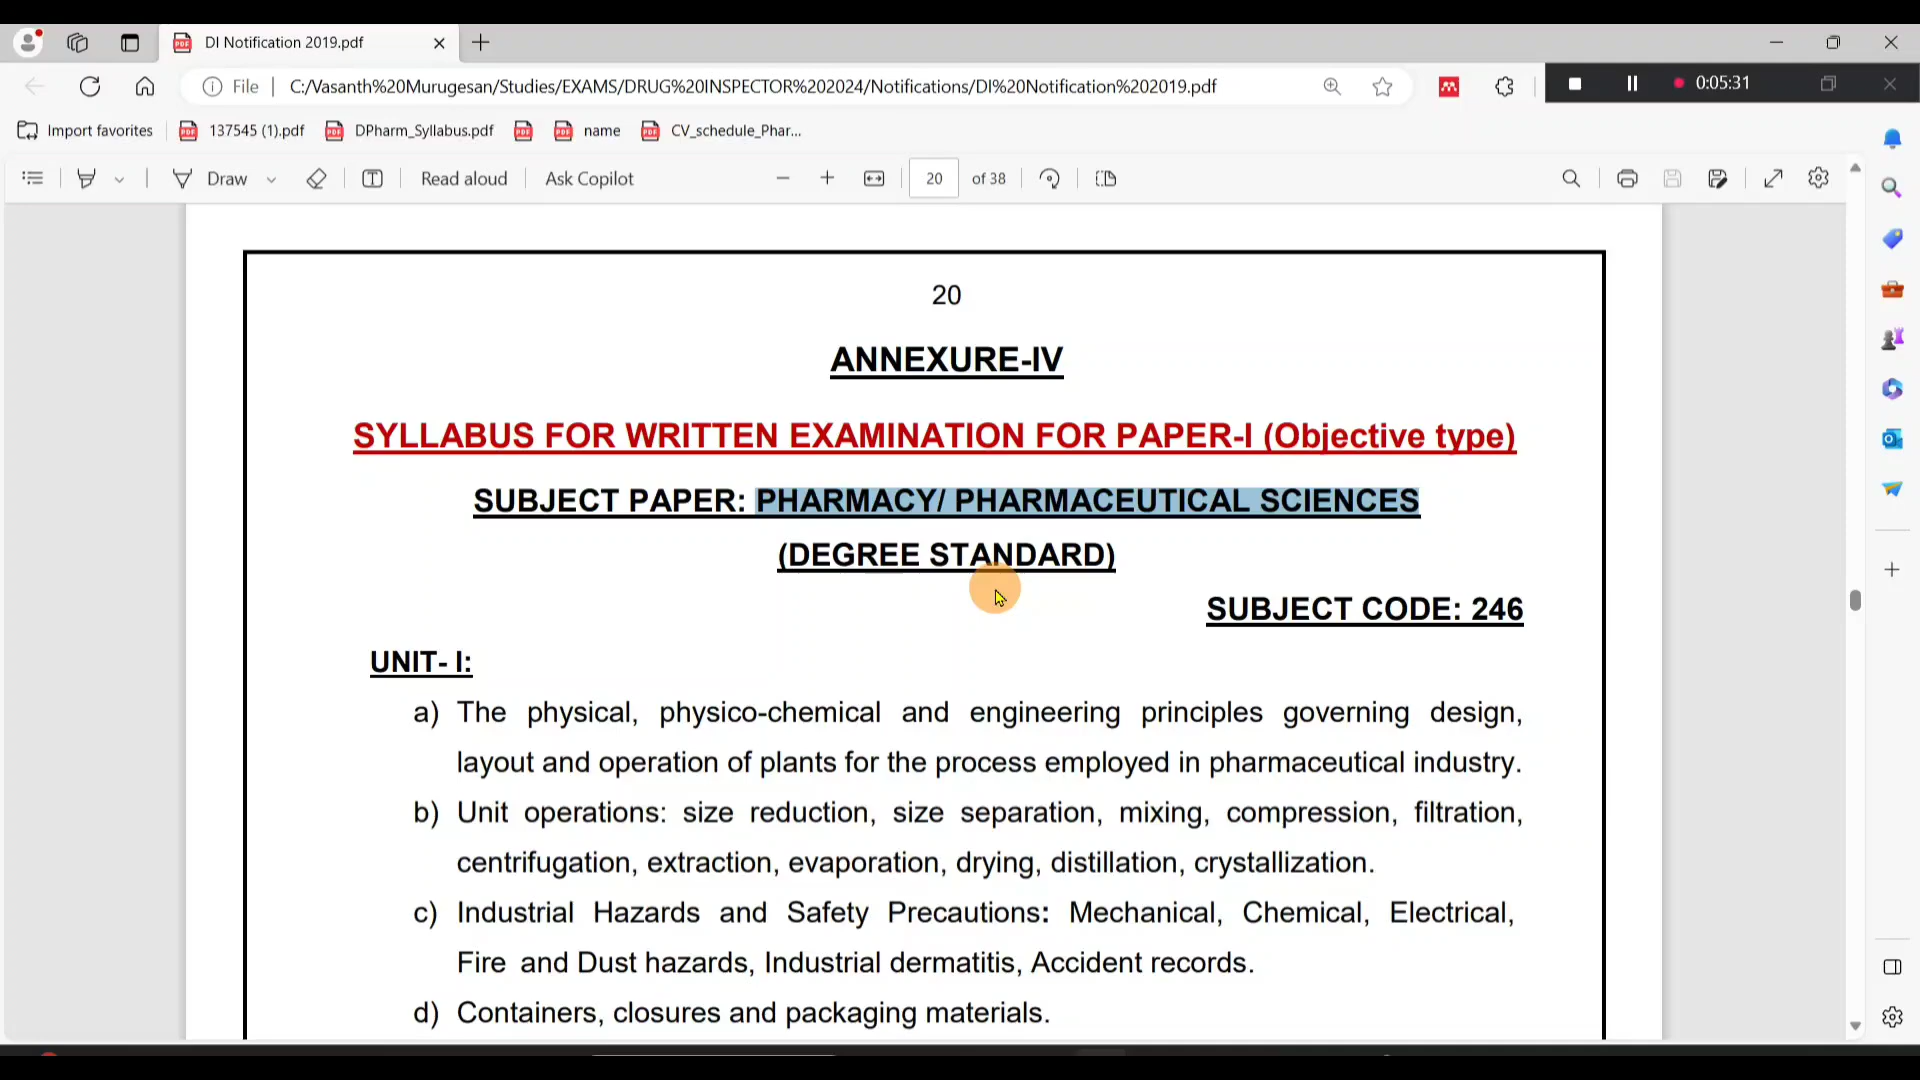 DI Notification 2019.pdf
File
C:/Vasanth%20Murugesan/Studies/EXAMS/DRUG%20INSPECTOR%202024/Notifications/DI%20Notification%202019.pdf
0:05:31
Import favorites
137545 (1).pdf
DPharm_Syllabus.pdf
name
CV_schedule_Phar...
Draw
Read aloud
Ask Copilot
20
of 38
20
ANNEXURE-IV
SYLLABUS FOR WRITTEN EXAMINATION FOR PAPER-I (Objective type)
SUBJECT PAPER: PHARMACY/ PHARMACEUTICAL SCIENCES
(DEGREE STANDARD)
SUBJECT CODE: 246
UNIT- I:
a) The physical, physico-chemical and engineering principles governing design,
layout and operation of plants for the process employed in pharmaceutical industry.
b) Unit operations: size reduction, size separation, mixing, compression, filtration,
centrifugation, extraction, evaporation, drying, distillation, crystallization.
c) Industrial Hazards and Safety Precautions: Mechanical, Chemical, Electrical,
Fire and Dust hazards, Industrial dermatitis, Accident records.
d) Containers, closures and packaging materials.